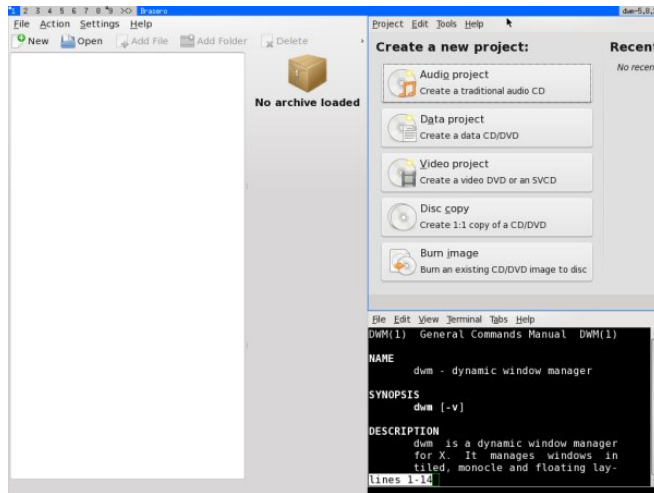 1 2 3 4 5 6 7 8 9 >< > Brasero
dwm-5.8.
File Action Settings Help
New Open Add File Add Folder Delete
No archive loaded
Project Edit Tools Help
Create a new project:
Recen
No recen
Audio project
Create a traditional audio CD
Data project
Create a data CD/DVD
Video project
Create a video DVD or an SVCD
Disc copy
Create 1:1 copy of a CD/DVD
Burn image
Burn an existing CD/DVD image to disc
File Edit View Terminal Tabs Help
DWM(1) General Commands Manual DWM(1)
NAME
dwm - dynamic window manager
SYNOPSIS
dwm [-v]
DESCRIPTION
dwm is a dynamic window manager
for X. It manages windows in
tiled, monocle and floating lay-
lines 1-14